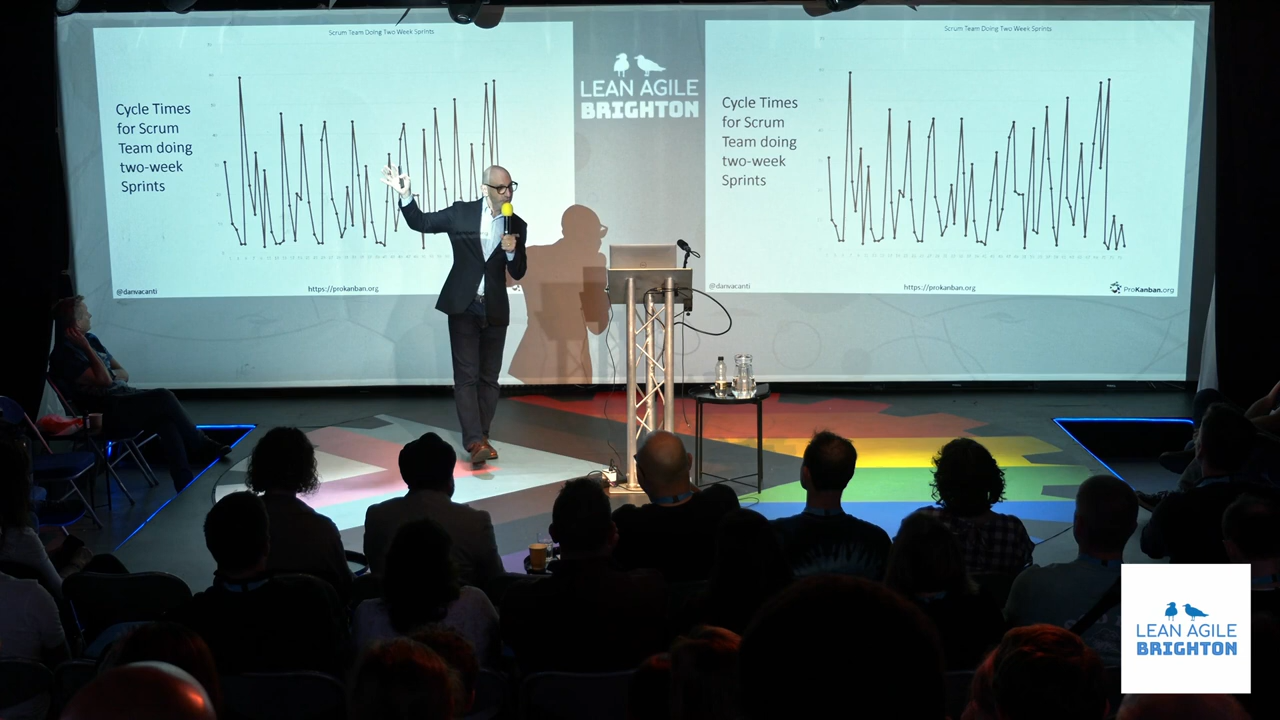 Scrum Team Doing Two Week Sprints
Cycle Times
for Scrum
Team doing
two-week
Sprints
@danvacanti
https://prokanban.org
LEAN AGILE
BRIGHTON
Scrum Team Doing Two Week Sprints
Cycle Times
for Scrum
Team doing
two-week
Sprints
@danvacanti
https://prokanban.org
ProKanban.org
LEAN AGILE
BRIGHTON